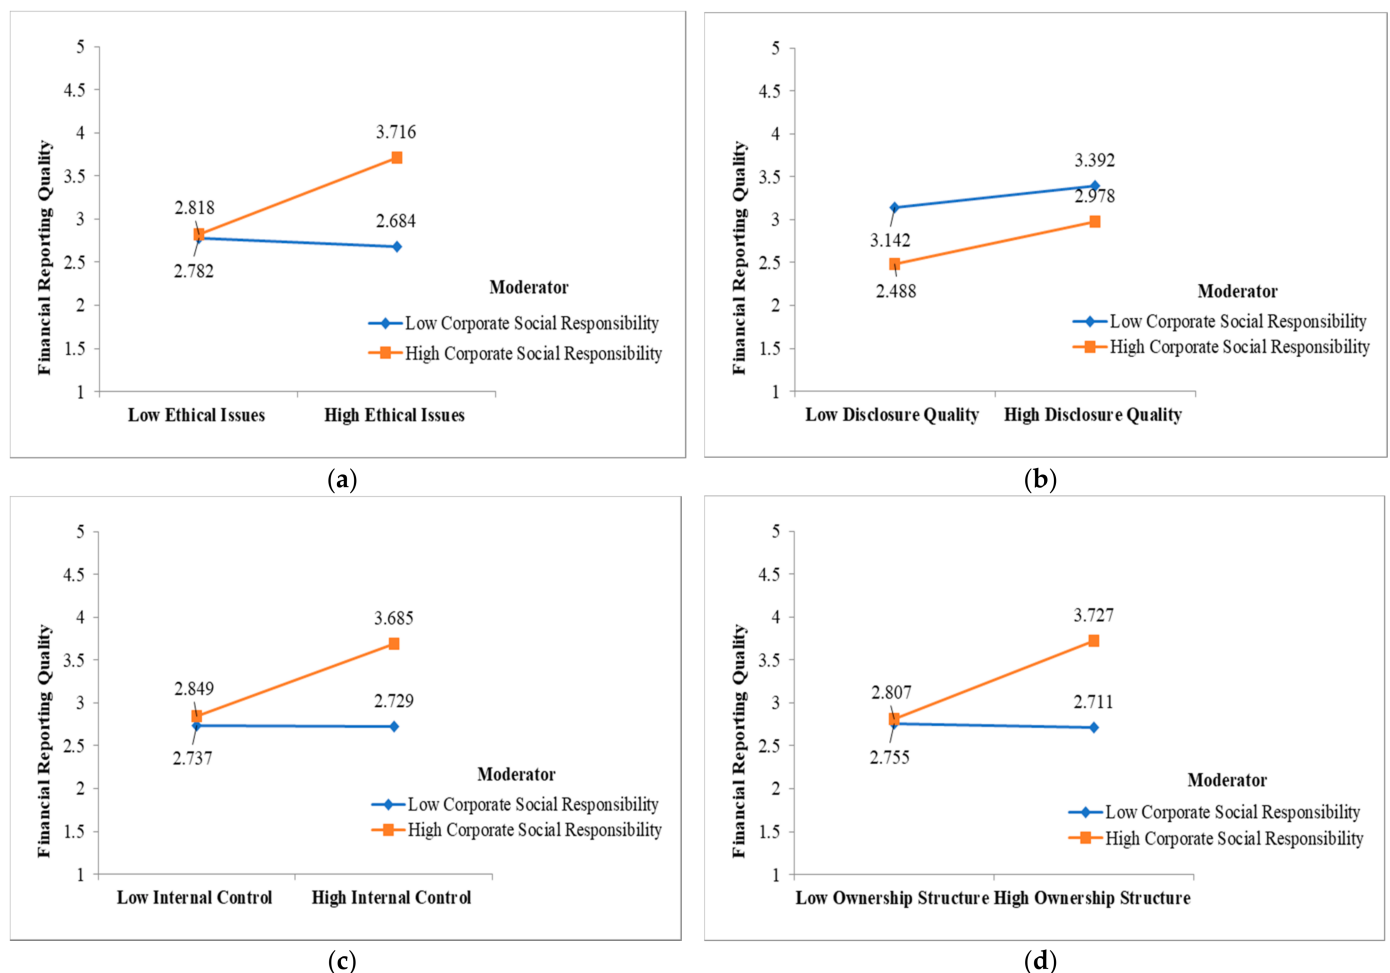 Financial Reporting Quality
5
4.5
4
3.5
3
2.5
2
1.5
1
3.716
2.818
2.684
2.782
Moderator
Low Corporate Social Responsibility
High Corporate Social Responsibility
Low Ethical Issues
High Ethical Issues
(a)
Financial Reporting Quality
5
4.5
4
3.5
3
2.5
2
1.5
1
3.392
2.978
3.142
2.488
Moderator
Low Corporate Social Responsibility
High Corporate Social Responsibility
Low Disclosure Quality
High Disclosure Quality
(b)
Financial Reporting Quality
5
4.5
4
3.5
3
2.5
2
1.5
1
3.685
2.849
2.729
2.737
Moderator
Low Corporate Social Responsibility
High Corporate Social Responsibility
Low Internal Control
High Internal Control
(c)
Financial Reporting Quality
5
4.5
4
3.5
3
2.5
2
1.5
1
3.727
2.807
2.711
2.755
Moderator
Low Corporate Social Responsibility
High Corporate Social Responsibility
Low Ownership Structure
High Ownership Structure
(d)